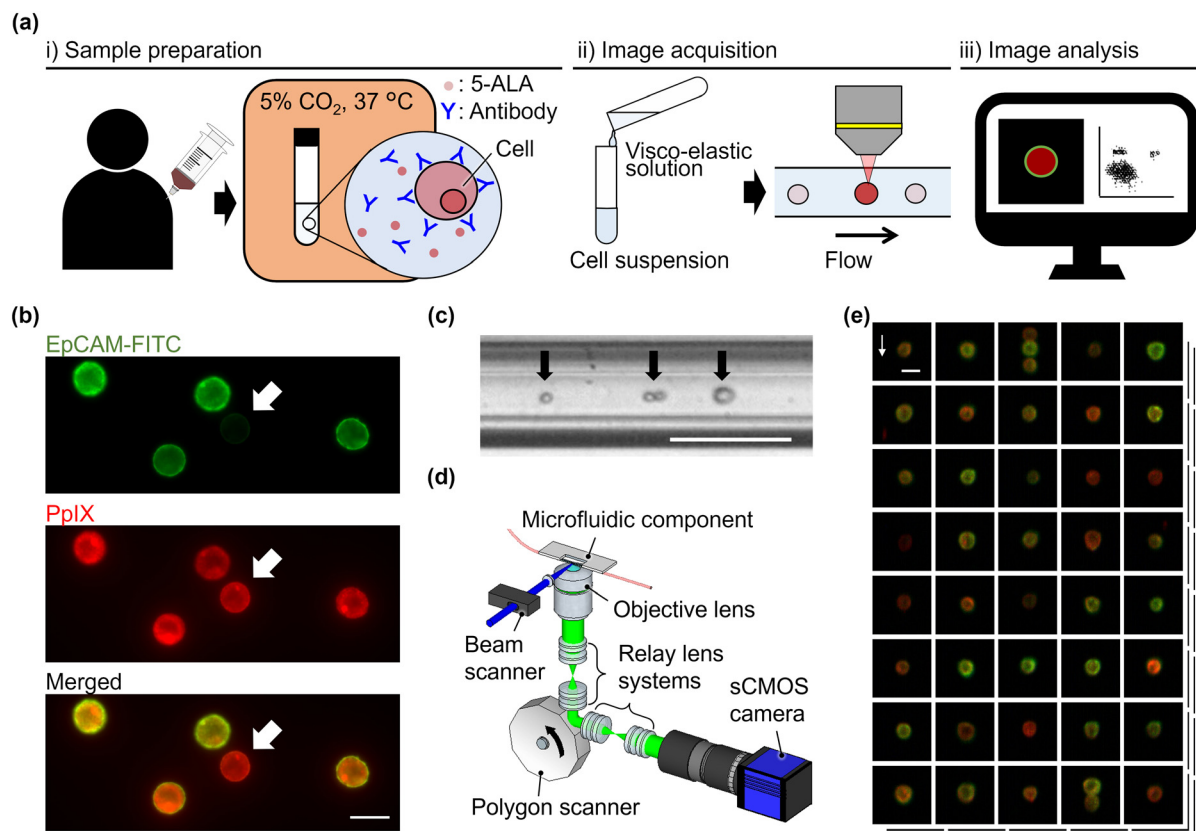 (a)
i) Sample preparation
ii) Image acquisition
iii) Image analysis
5% CO₂, 37 °C
: 5-ALA
: Antibody
Cell
Visco-elastic
solution
Cell suspension
Flow
(b)
EpCAM-FITC
PpIX
Merged
(c)
(d)
Microfluidic component
Objective lens
Beam
scanner
Relay lens
systems
sCMOS
camera
Polygon scanner
(e)